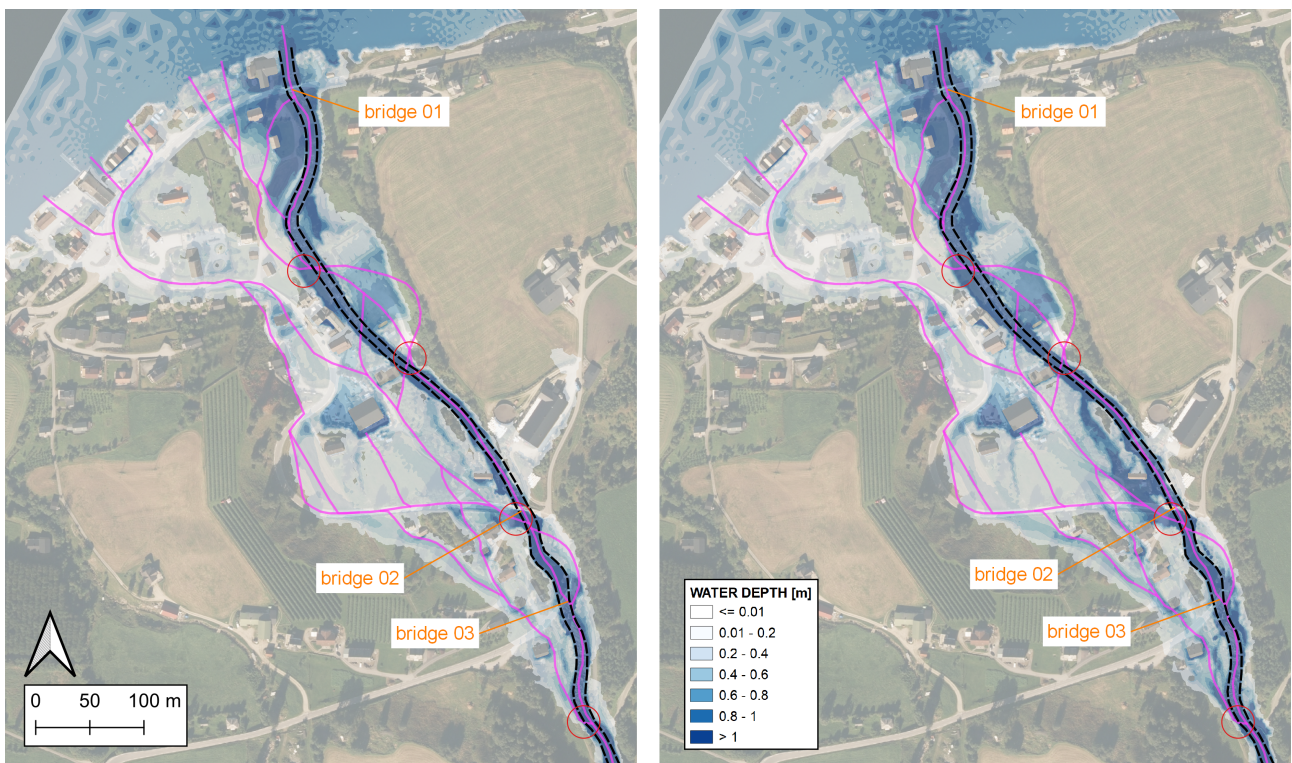 bridge 01
bridge 02
bridge 03
0 50 100 m
bridge 01
bridge 02
bridge 03
WATER DEPTH [m]
<= 0.01
0.01 - 0.2
0.2 - 0.4
0.4 - 0.6
0.6 - 0.8
0.8 - 1
> 1